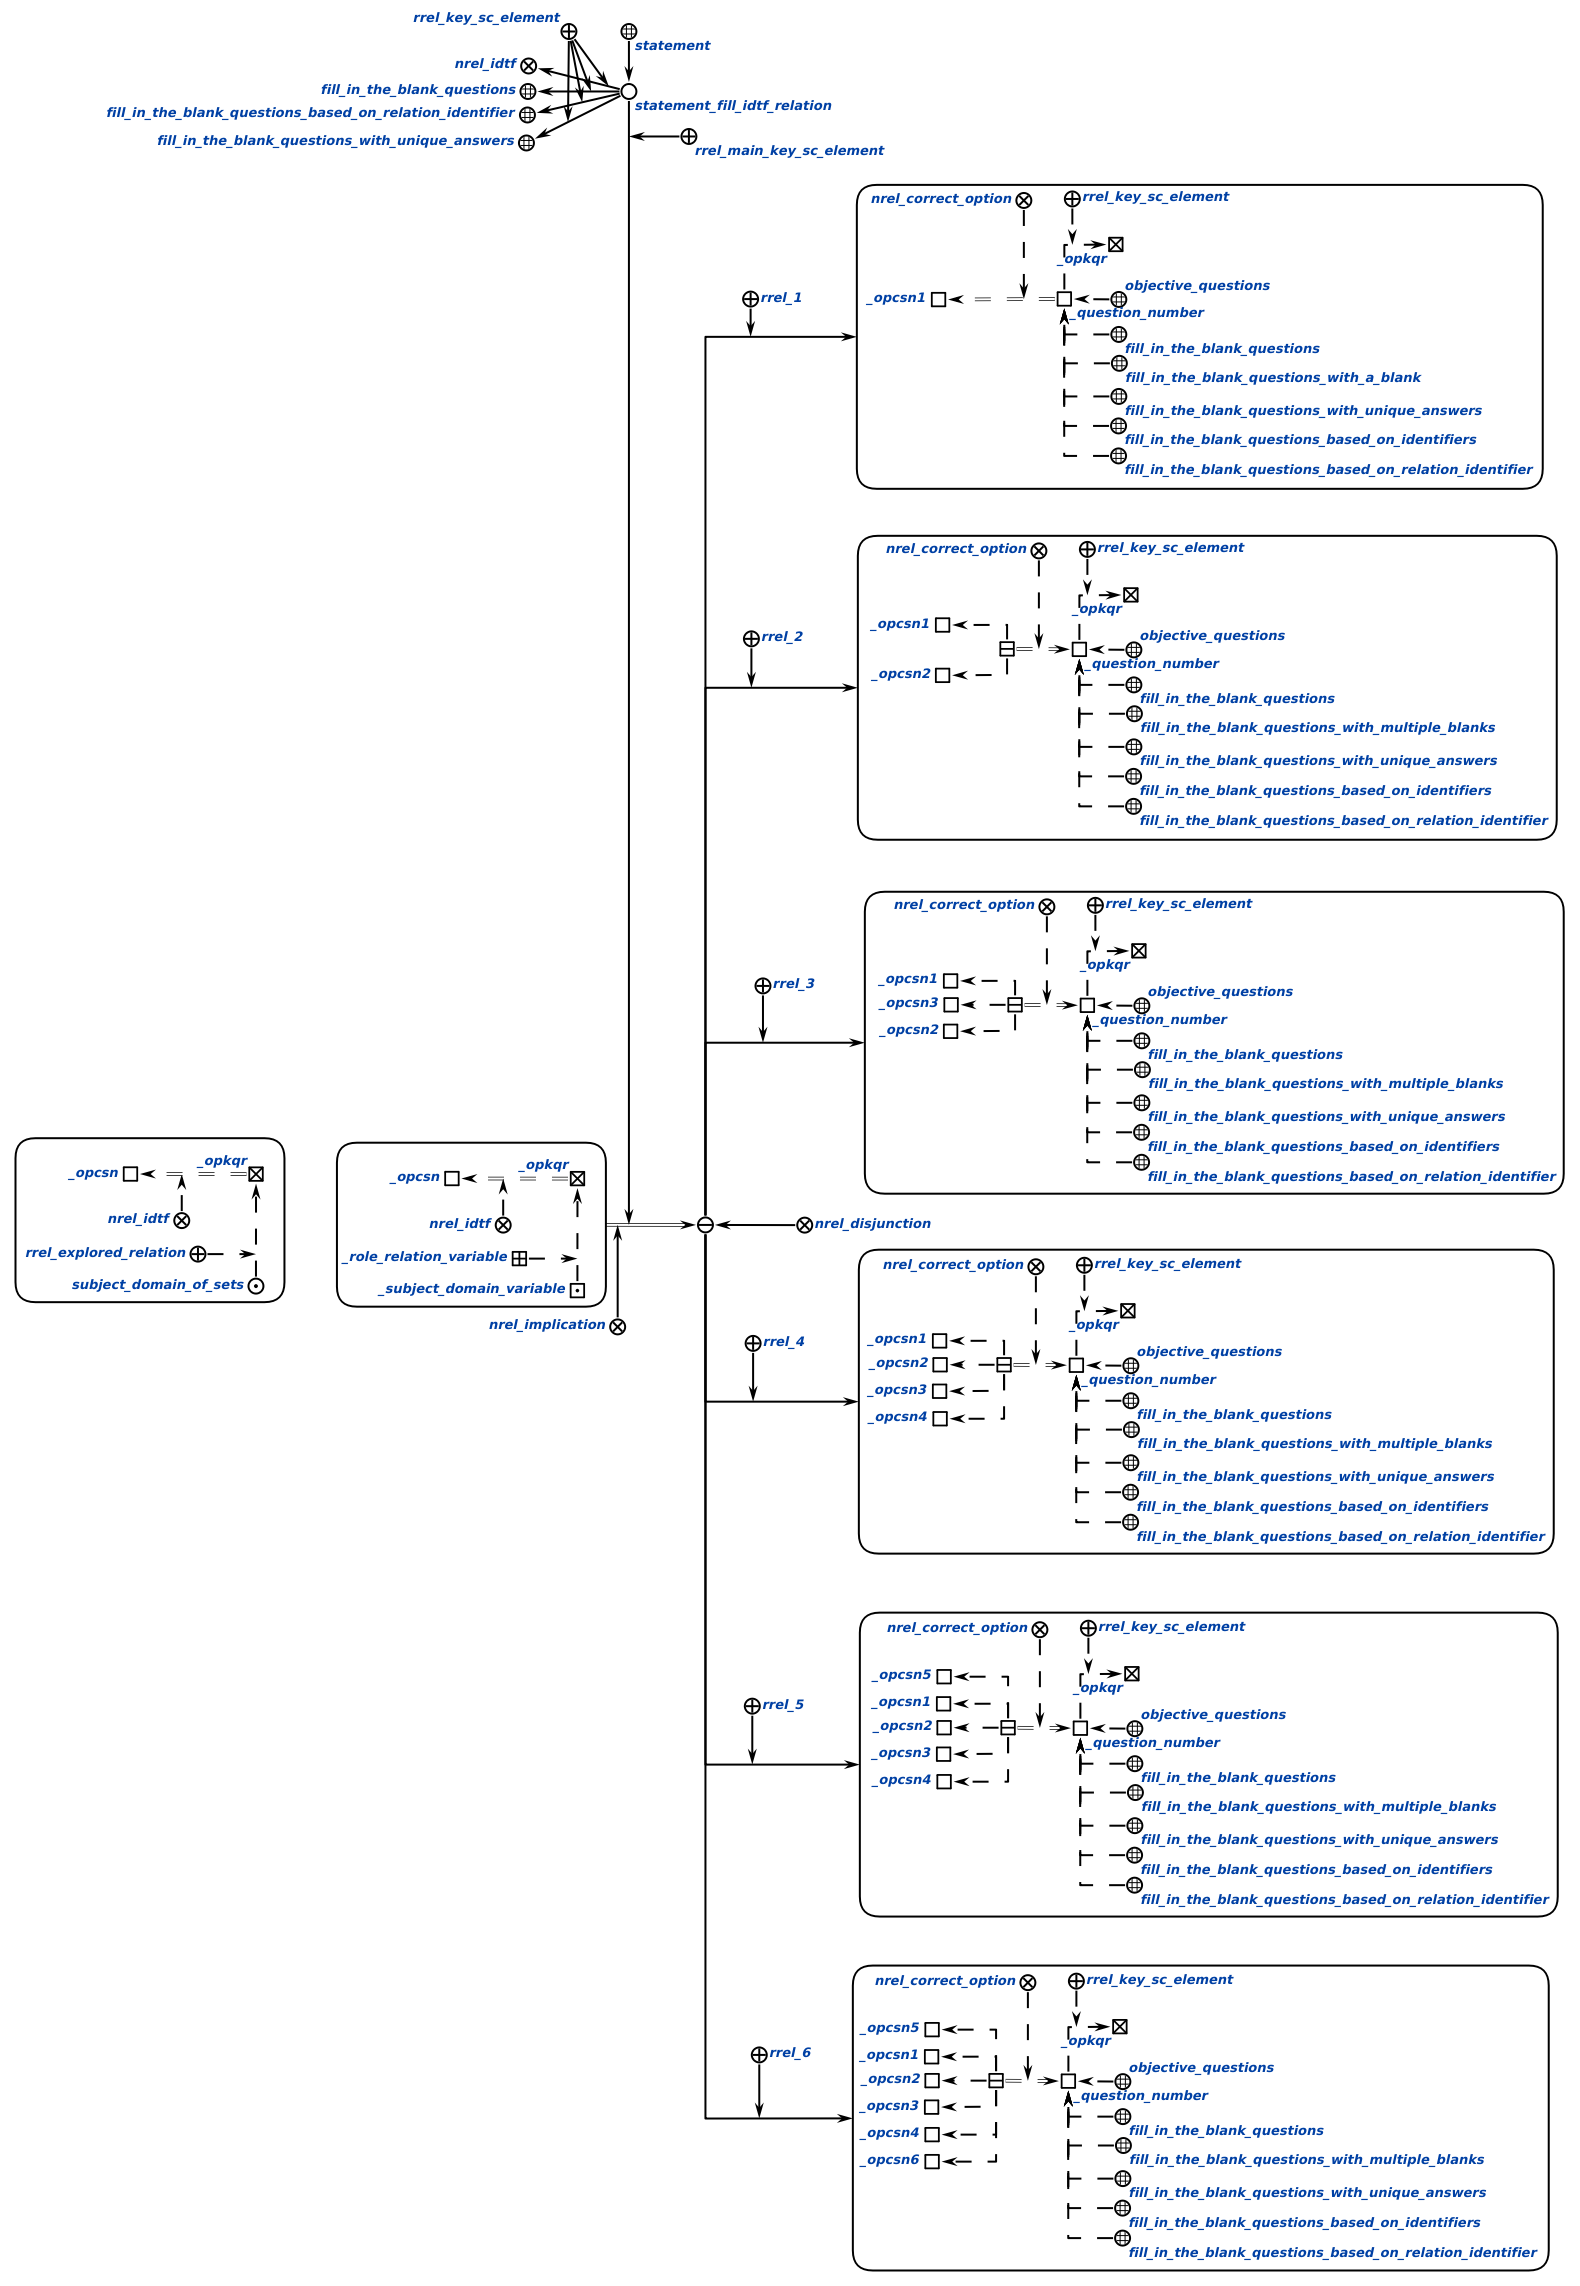 rrel_key_sc_element
statement
nrel_idtf
fill_in_the_blank_questions
statement_fill_idtf_relation
fill_in_the_blank_questions_based_on_relation_identifier
fill_in_the_blank_questions_with_unique_answers
rrel_main_key_sc_element
nrel_correct_option
rrel_key_sc_element
_opkqr
objective_questions
rrel_1
_opcsn1
_question_number
fill_in_the_blank_questions
fill_in_the_blank_questions_with_a_blank
fill_in_the_blank_questions_with_unique_answers
fill_in_the_blank_questions_based_on_identifiers
fill_in_the_blank_questions_based_on_relation_identifier
nrel_correct_option
rrel_key_sc_element
_opkqr
_opcsn1
rrel_2
objective_questions
_question_number
_opcsn2
fill_in_the_blank_questions
fill_in_the_blank_questions_with_multiple_blanks
fill_in_the_blank_questions_with_unique_answers
fill_in_the_blank_questions_based_on_identifiers
fill_in_the_blank_questions_based_on_relation_identifier
nrel_correct_option
rrel_key_sc_element
_opkqr
_opcsn1
rrel_3
objective_questions
_opcsn3
_question_number
_opcsn2
fill_in_the_blank_questions
fill_in_the_blank_questions_with_multiple_blanks
fill_in_the_blank_questions_with_unique_answers
fill_in_the_blank_questions_based_on_identifiers
fill_in_the_blank_questions_based_on_relation_identifier
_opkqr
_opcsn
nrel_idtf
rrel_explored_relation
subject_domain_of_sets
_opkqr
_opcsn
nrel_idtf
_role_relation_variable
_subject_domain_variable
nrel_implication
nrel_disjunction
nrel_correct_option
rrel_key_sc_element
_opkqr
_opcsn1
rrel_4
objective_questions
_opcsn2
_question_number
_opcsn3
_opcsn4
fill_in_the_blank_questions
fill_in_the_blank_questions_with_multiple_blanks
fill_in_the_blank_questions_with_unique_answers
fill_in_the_blank_questions_based_on_identifiers
fill_in_the_blank_questions_based_on_relation_identifier
nrel_correct_option
rrel_key_sc_element
_opcsn5
_opkqr
rrel_5
_opcsn1
objective_questions
_opcsn2
_question_number
_opcsn3
_opcsn4
fill_in_the_blank_questions
fill_in_the_blank_questions_with_multiple_blanks
fill_in_the_blank_questions_with_unique_answers
fill_in_the_blank_questions_based_on_identifiers
fill_in_the_blank_questions_based_on_relation_identifier
nrel_correct_option
rrel_key_sc_element
_opcsn5
_opkqr
rrel_6
_opcsn1
objective_questions
_opcsn2
_question_number
_opcsn3
_opcsn4
_opcsn6
fill_in_the_blank_questions
fill_in_the_blank_questions_with_multiple_blanks
fill_in_the_blank_questions_with_unique_answers
fill_in_the_blank_questions_based_on_identifiers
fill_in_the_blank_questions_based_on_relation_identifier